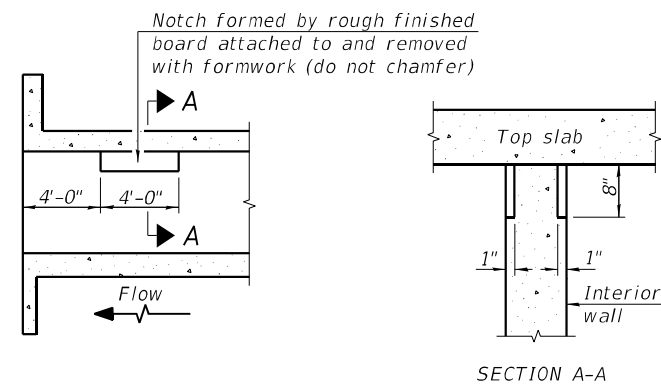 Notch formed by rough finished
board attached to and removed
with formwork (do not chamfer)
A
4'-0"
4'-0"
A
Flow
Top slab
8"
1"
1"
Interior
wall
SECTION A-A